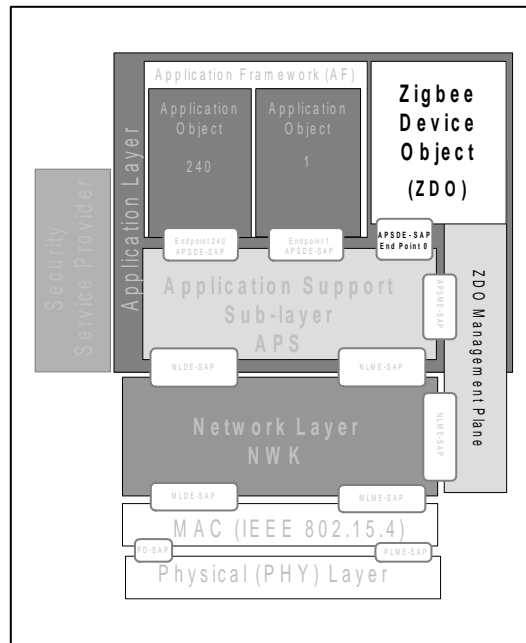 Application Framework (AF)
Application
Object
240
Application
Object
1
Zigbee
Device
Object
(ZDO)
Application Layer
Security
Service Provider
Endpoint 240
APSDE-SAP
Endpoint 1
APSDE-SAP
APSDE-SAP
End Point 0
Application Support
Sub-layer
APS
APSME-SAP
ZDO Management Plane
NLDE-SAP
NLME-SAP
Network Layer
NWK
NLME-SAP
MLDE-SAP
MLME-SAP
MAC (IEEE 802.15.4)
PD-SAP
PLME-SAP
Physical (PHY) Layer